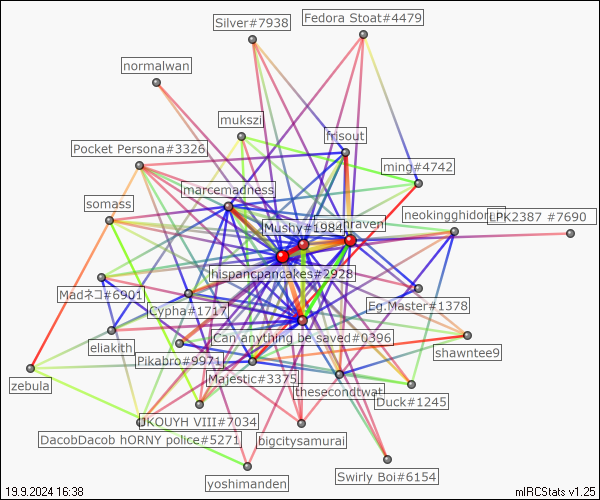 Fedora Stoat#4479
Silver#7938
normalwan
mukszi
frisout
Pocket Persona#3326
ming#4742
marcemadness
somass
neokingghidor
LPK2387 #7690
Mushy#1984
raven
hispancpancakes#2928
Madネコ#6901
Cypha#1717
Eg.Master#1378
Can anything be saved#0396
eliakith
Pikabro#9971
shawntee9
Majestic#3375
zebula
thesecondtwat
Duck#1245
UKOUYH VIII#7034
DacobDacob hORNY police#5271
bigcitysamurai
Swirly Boi#6154
yoshimanden
19.9.2024 16:38
mIRCStats v1.25